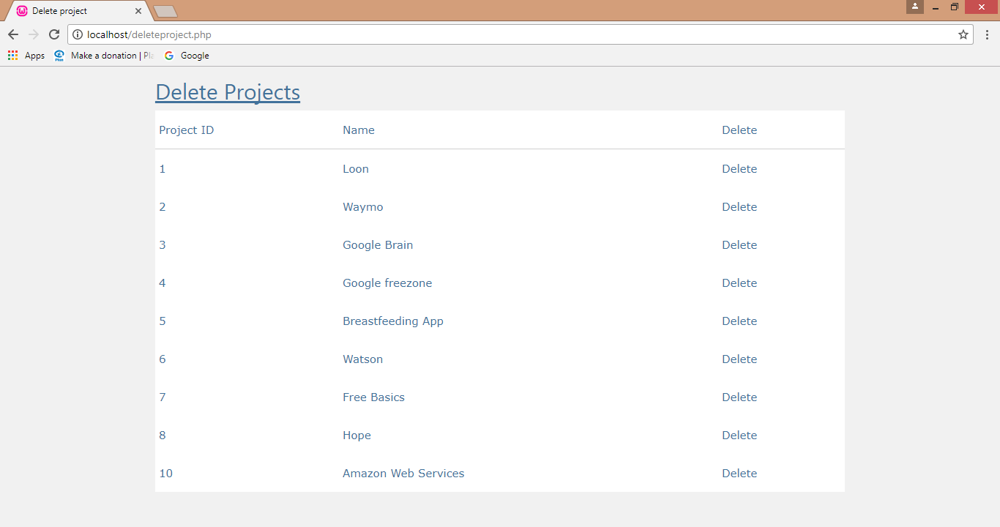 Delete project
localhost/deleteproject.php
Apps Make a donation | Pla Google
Delete Projects
Project ID Name Delete
1 Loon Delete
2 Waymo Delete
3 Google Brain Delete
4 Google freezone Delete
5 Breastfeeding App Delete
6 Watson Delete
7 Free Basics Delete
8 Hope Delete
10 Amazon Web Services Delete